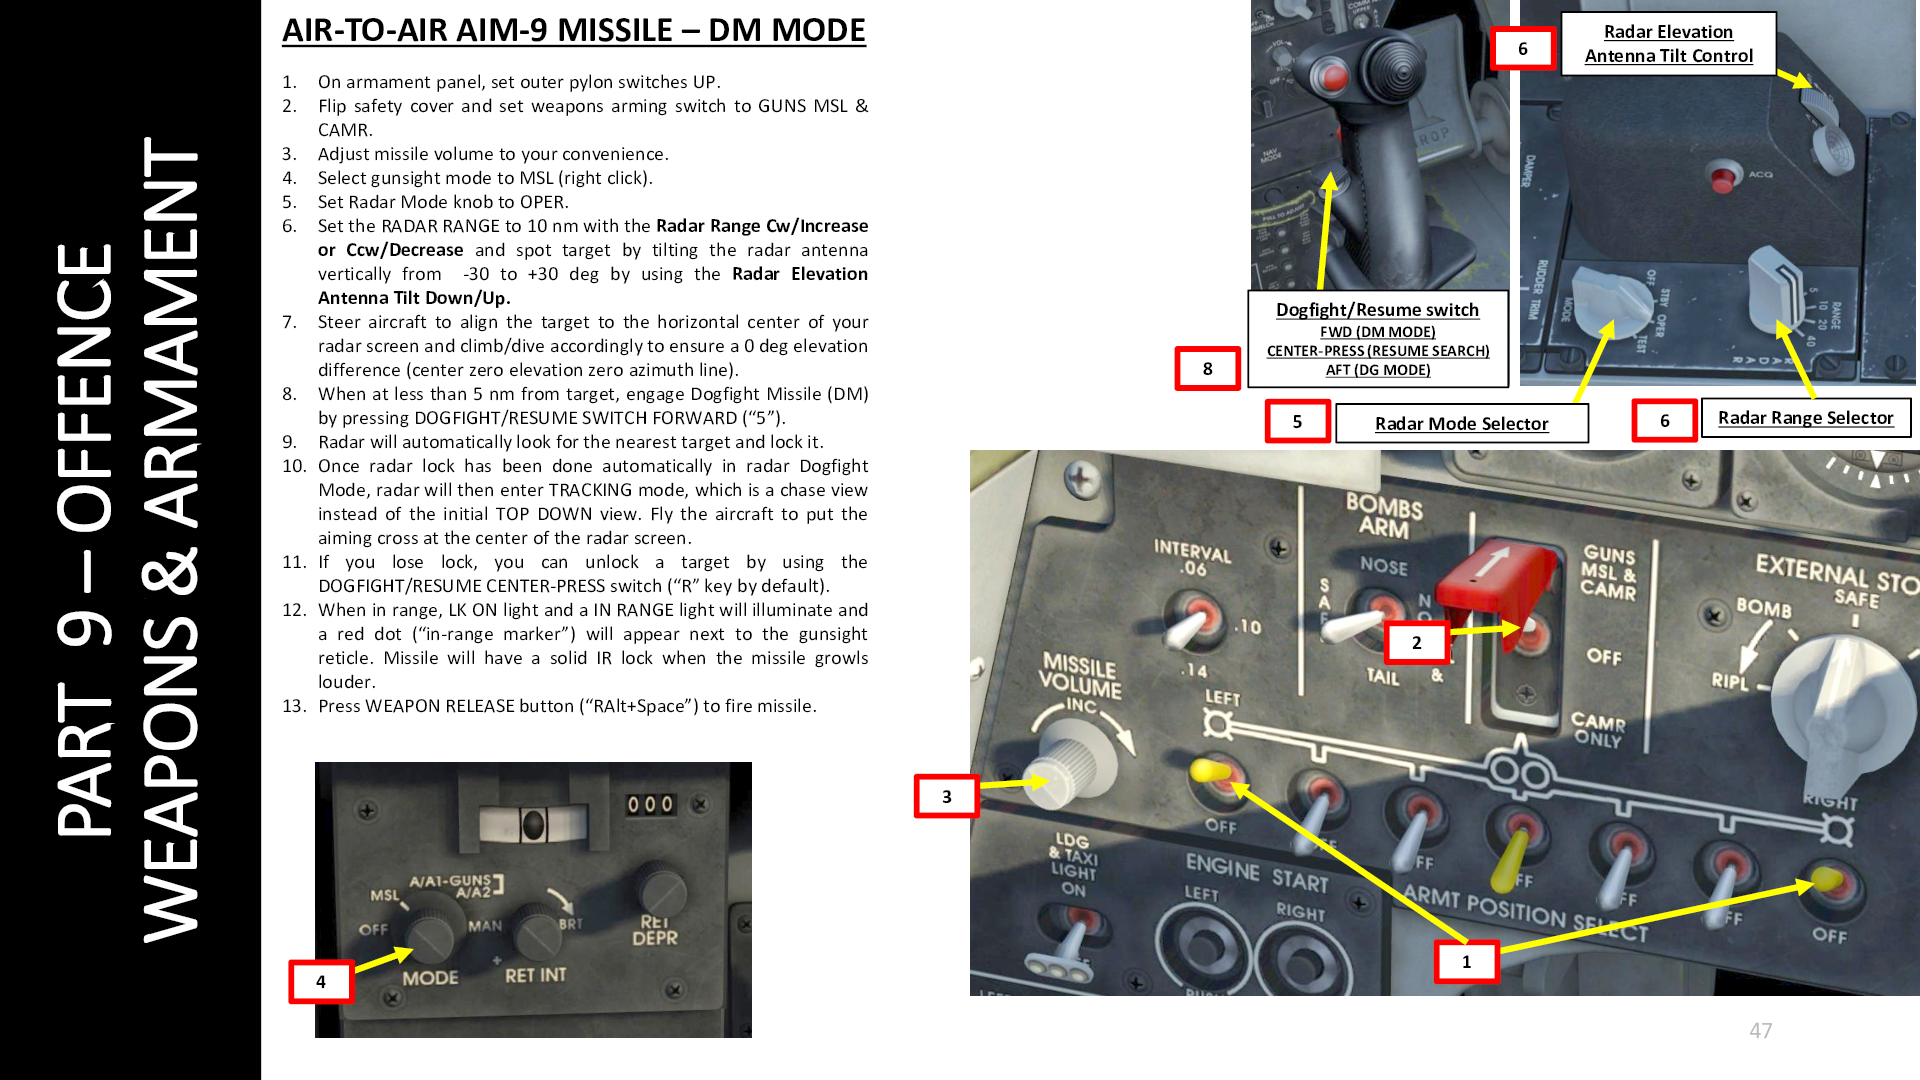 PART 9 – OFFENCE
WEAPONS & ARMAMENT
AIR-TO-AIR AIM-9 MISSILE – DM MODE
1. On armament panel, set outer pylon switches UP.
2. Flip safety cover and set weapons arming switch to GUNS MSL &
CAMR.
3. Adjust missile volume to your convenience.
4. Select gunsight mode to MSL (right click).
5. Set Radar Mode knob to OPER.
6. Set the RADAR RANGE to 10 nm with the Radar Range Cw/Increase
or Ccw/Decrease and spot target by tilting the radar antenna
vertically from -30 to +30 deg by using the Radar Elevation
Antenna Tilt Down/Up.
7. Steer aircraft to align the target to the horizontal center of your
radar screen and climb/dive accordingly to ensure a 0 deg elevation
difference (center zero elevation zero azimuth line).
8. When at less than 5 nm from target, engage Dogfight Missile (DM)
by pressing DOGFIGHT/RESUME SWITCH FORWARD (“5”).
9. Radar will automatically look for the nearest target and lock it.
10. Once radar lock has been done automatically in radar Dogfight
Mode, radar will then enter TRACKING mode, which is a chase view
instead of the initial TOP DOWN view. Fly the aircraft to put the
aiming cross at the center of the radar screen.
11. If you lose lock, you can unlock a target by using the
DOGFIGHT/RESUME CENTER-PRESS switch (“R” key by default).
12. When in range, LK ON light and a IN RANGE light will illuminate and
a red dot (“in-range marker”) will appear next to the gunsight
reticle. Missile will have a solid IR lock when the missile growls
louder.
13. Press WEAPON RELEASE button (“RAlt+Space”) to fire missile.
000
A/A1-GUNS
A/A2
MSL
OFF
MAN
BRT
RET
DEPR
MODE
RET INT
4
NAV
MODE
PULL TO ADJUST
Dogfight/Resume switch
FWD (DM MODE)
CENTER-PRESS (RESUME SEARCH)
AFT (DG MODE)
8
6
Radar Elevation
Antenna Tilt Control
ACQ
DAMPER
RUDDER TRIM
MODE
OFF
STBY
OPER
TEST
5
10
20
40
RANGE
RADAR
5
Radar Mode Selector
6
Radar Range Selector
BOMBS
ARM
INTERVAL
.06
.10
.14
NOSE
SAF
TAIL
&
GUNS
MSL &
CAMR
OFF
CAMR
ONLY
EXTERNAL STO
SAFE
BOMB
RIPL
2
MISSILE
VOLUME
INC
LEFT
RIGHT
3
OFF
OFF
LDG
& TAXI
LIGHT
ON
ENGINE START
LEFT
RIGHT
ARMT POSITION SELECT
1
47